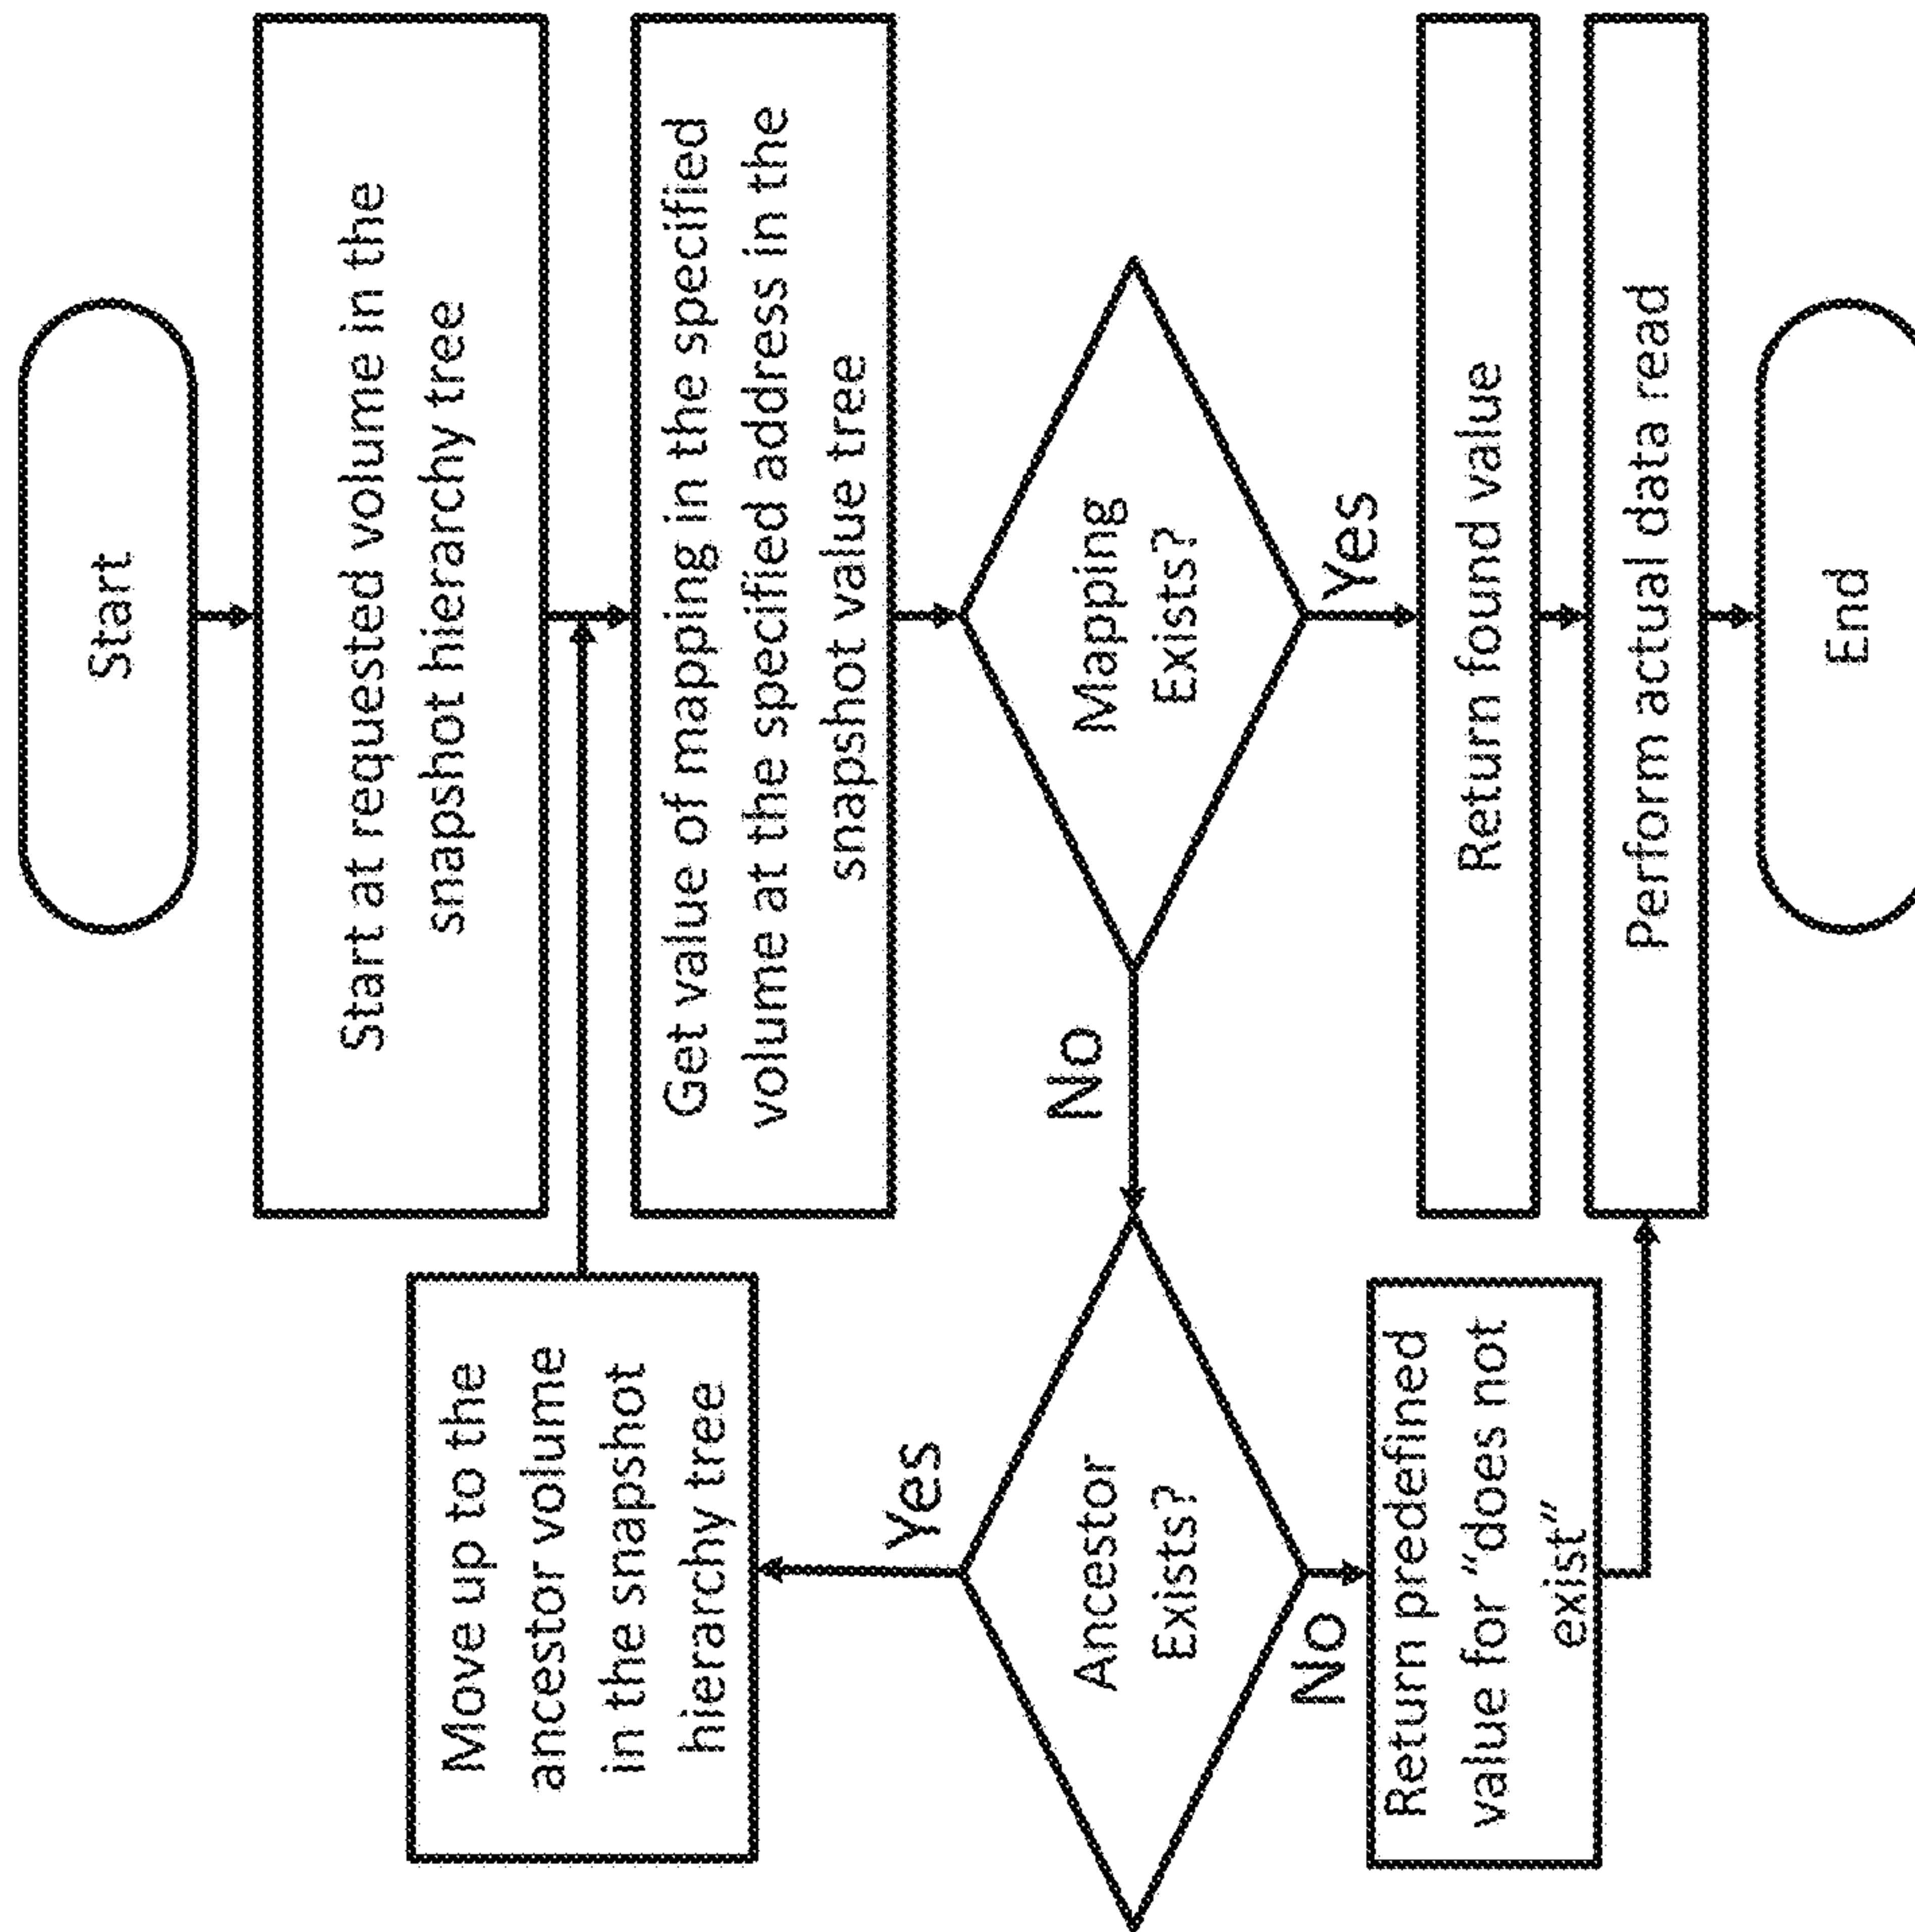 Start
Start at requested volume in the
snapshot hierarchy tree
Get value of mapping in the specified
volume at the specified address in the
snapshot value tree
Mapping
Exists?
Yes
No
Return found value
Perform actual data read
End
Move up to the
ancestor volume
in the snapshot
hierarchy tree
Yes
Ancestor
Exists?
No
Return predefined
value for "does not
exist"